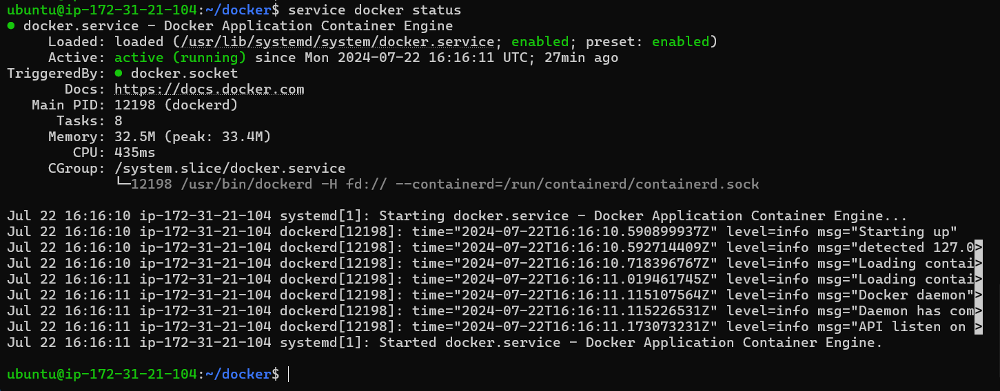 ubuntu@ip-172-31-21-104:~/docker$ service docker status
● docker.service - Docker Application Container Engine
     Loaded: loaded (/usr/lib/systemd/system/docker.service; enabled; preset: enabled)
     Active: active (running) since Mon 2024-07-22 16:16:11 UTC; 27min ago
TriggeredBy: ● docker.socket
       Docs: https://docs.docker.com
   Main PID: 12198 (dockerd)
      Tasks: 8
     Memory: 32.5M (peak: 33.4M)
        CPU: 435ms
     CGroup: /system.slice/docker.service
             └─12198 /usr/bin/dockerd -H fd:// --containerd=/run/containerd/containerd.sock

Jul 22 16:16:10 ip-172-31-21-104 systemd[1]: Starting docker.service - Docker Application Container Engine...
Jul 22 16:16:10 ip-172-31-21-104 dockerd[12198]: time="2024-07-22T16:16:10.590899937Z" level=info msg="Starting up"
Jul 22 16:16:10 ip-172-31-21-104 dockerd[12198]: time="2024-07-22T16:16:10.592714409Z" level=info msg="detected 127.0>
Jul 22 16:16:10 ip-172-31-21-104 dockerd[12198]: time="2024-07-22T16:16:10.718396767Z" level=info msg="Loading contai>
Jul 22 16:16:11 ip-172-31-21-104 dockerd[12198]: time="2024-07-22T16:16:11.019461745Z" level=info msg="Loading contai>
Jul 22 16:16:11 ip-172-31-21-104 dockerd[12198]: time="2024-07-22T16:16:11.115107564Z" level=info msg="Docker daemon">
Jul 22 16:16:11 ip-172-31-21-104 dockerd[12198]: time="2024-07-22T16:16:11.115226531Z" level=info msg="Daemon has com>
Jul 22 16:16:11 ip-172-31-21-104 dockerd[12198]: time="2024-07-22T16:16:11.173073231Z" level=info msg="API listen on >
Jul 22 16:16:11 ip-172-31-21-104 systemd[1]: Started docker.service - Docker Application Container Engine.

ubuntu@ip-172-31-21-104:~/docker$